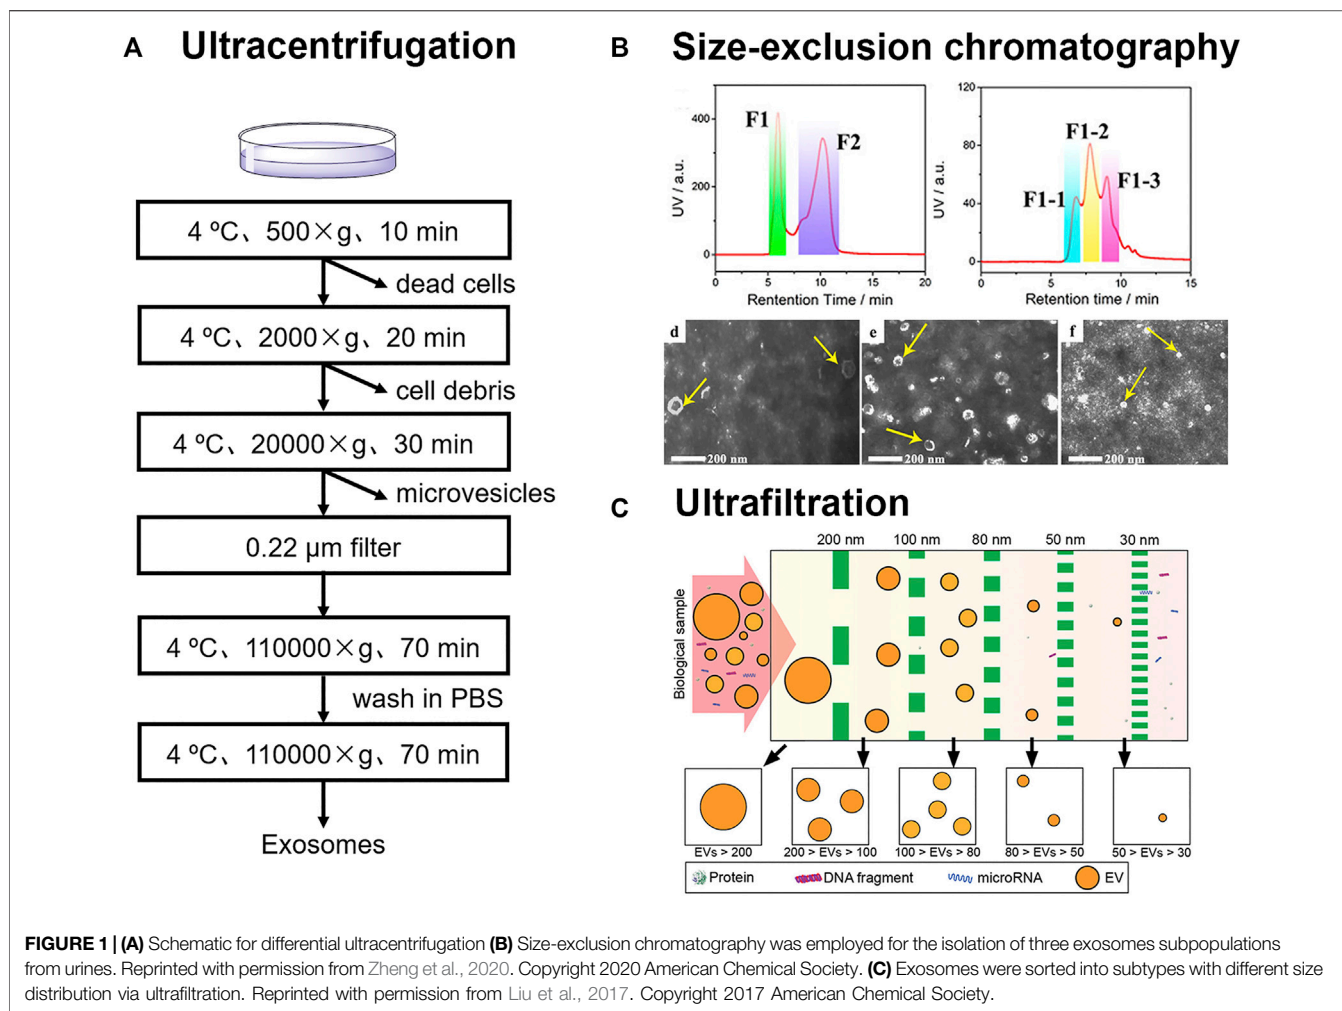 A Ultracentrifugation
4 ºC、500×g、10 min
dead cells
4 ºC、2000×g、20 min
cell debris
4 ºC、20000×g、30 min
microvesicles
0.22 μm filter
4 ºC、110000×g、70 min
wash in PBS
4 ºC、110000×g、70 min
Exosomes
B Size-exclusion chromatography
UV / a.u.
400
200
0
F1
F2
0 5 10 15 20
Rentention Time / min
UV / a.u.
120
80
40
0
F1-1
F1-2
F1-3
0 5 10 15
Retention time / min
d
200 nm
e
200 nm
f
200 nm
C Ultrafiltration
200 nm 100 nm 80 nm 50 nm 30 nm
Biological sample
EVs > 200 200 > EVs > 100 100 > EVs > 80 80 > EVs > 50 50 > EVs > 30
Protein DNA fragment microRNA EV
FIGURE 1 | (A) Schematic for differential ultracentrifugation (B) Size-exclusion chromatography was employed for the isolation of three exosomes subpopulations
from urines. Reprinted with permission from Zheng et al., 2020. Copyright 2020 American Chemical Society. (C) Exosomes were sorted into subtypes with different size
distribution via ultrafiltration. Reprinted with permission from Liu et al., 2017. Copyright 2017 American Chemical Society.